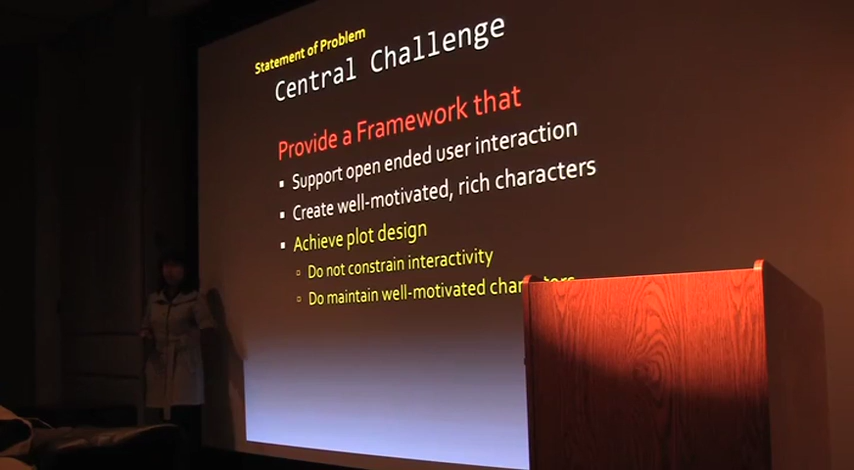 Statement of Problem
Central Challenge
Provide a Framework that
▪ Support open ended user interaction
▪ Create well-motivated, rich characters
▪ Achieve plot design
▫ Do not constrain interactivity
▫ Do maintain well-motivated